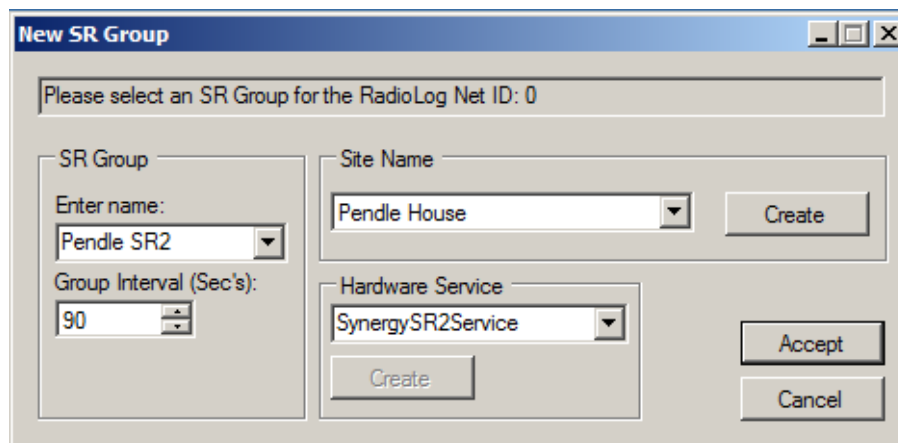 New SR Group
Please select an SR Group for the RadioLog Net ID: 0
SR Group
Enter name:
Pendle SR2
Group Interval (Sec's):
90
Site Name
Pendle House
Create
Hardware Service
SynergySR2Service
Create
Accept
Cancel